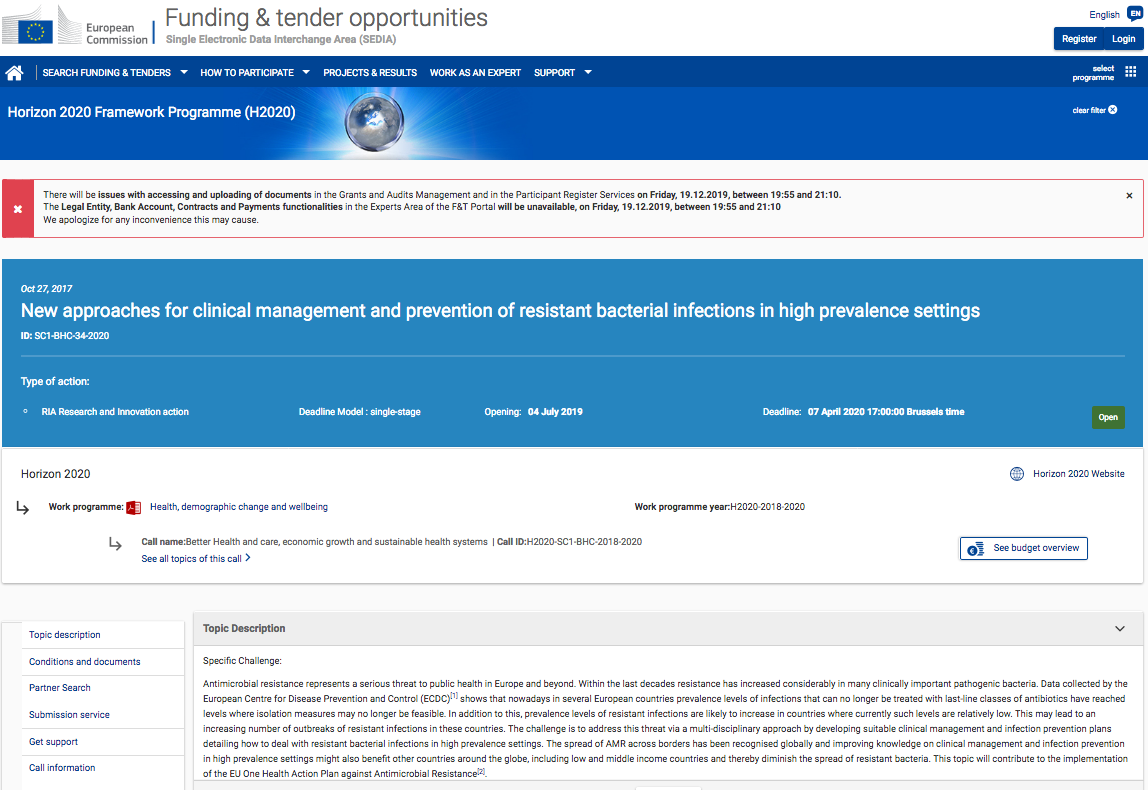 European
Commission
Funding & tender opportunities
Single Electronic Data Interchange Area (SEDIA)
English EN
Register Login
SEARCH FUNDING & TENDERS HOW TO PARTICIPATE PROJECTS & RESULTS WORK AS AN EXPERT SUPPORT
select
programme
Horizon 2020 Framework Programme (H2020)
clear filter
There will be issues with accessing and uploading of documents in the Grants and Audits Management and in the Participant Register Services on Friday, 19.12.2019, between 19:55 and 21:10.
The Legal Entity, Bank Account, Contracts and Payments functionalities in the Experts Area of the F&T Portal will be unavailable, on Friday, 19.12.2019, between 19:55 and 21:10
We apologize for any inconvenience this may cause.
Oct 27, 2017
New approaches for clinical management and prevention of resistant bacterial infections in high prevalence settings
ID: SC1-BHC-34-2020
Type of action:
RIA Research and Innovation action Deadline Model : single-stage Opening: 04 July 2019 Deadline: 07 April 2020 17:00:00 Brussels time Open
Horizon 2020
Horizon 2020 Website
Work programme: Health, demographic change and wellbeing Work programme year:H2020-2018-2020
Call name:Better Health and care, economic growth and sustainable health systems | Call ID:H2020-SC1-BHC-2018-2020
See all topics of this call
See budget overview
Topic description
Conditions and documents
Partner Search
Submission service
Get support
Call information
Topic Description
Specific Challenge:
Antimicrobial resistance represents a serious threat to public health in Europe and beyond. Within the last decades resistance has increased considerably in many clinically important pathogenic bacteria. Data collected by the
European Centre for Disease Prevention and Control (ECDC)[1] shows that nowadays in several European countries prevalence levels of infections that can no longer be treated with last-line classes of antibiotics have reached
levels where isolation measures may no longer be feasible. In addition to this, prevalence levels of resistant infections are likely to increase in countries where currently such levels are relatively low. This may lead to an
increasing number of outbreaks of resistant infections in these countries. The challenge is to address this threat via a multi-disciplinary approach by developing suitable clinical management and infection prevention plans
detailing how to deal with resistant bacterial infections in high prevalence settings. The spread of AMR across borders has been recognised globally and improving knowledge on clinical management and infection prevention
in high prevalence settings might also benefit other countries around the globe, including low and middle income countries and thereby diminish the spread of resistant bacteria. This topic will contribute to the implementation
of the EU One Health Action Plan against Antimicrobial Resistance[2].